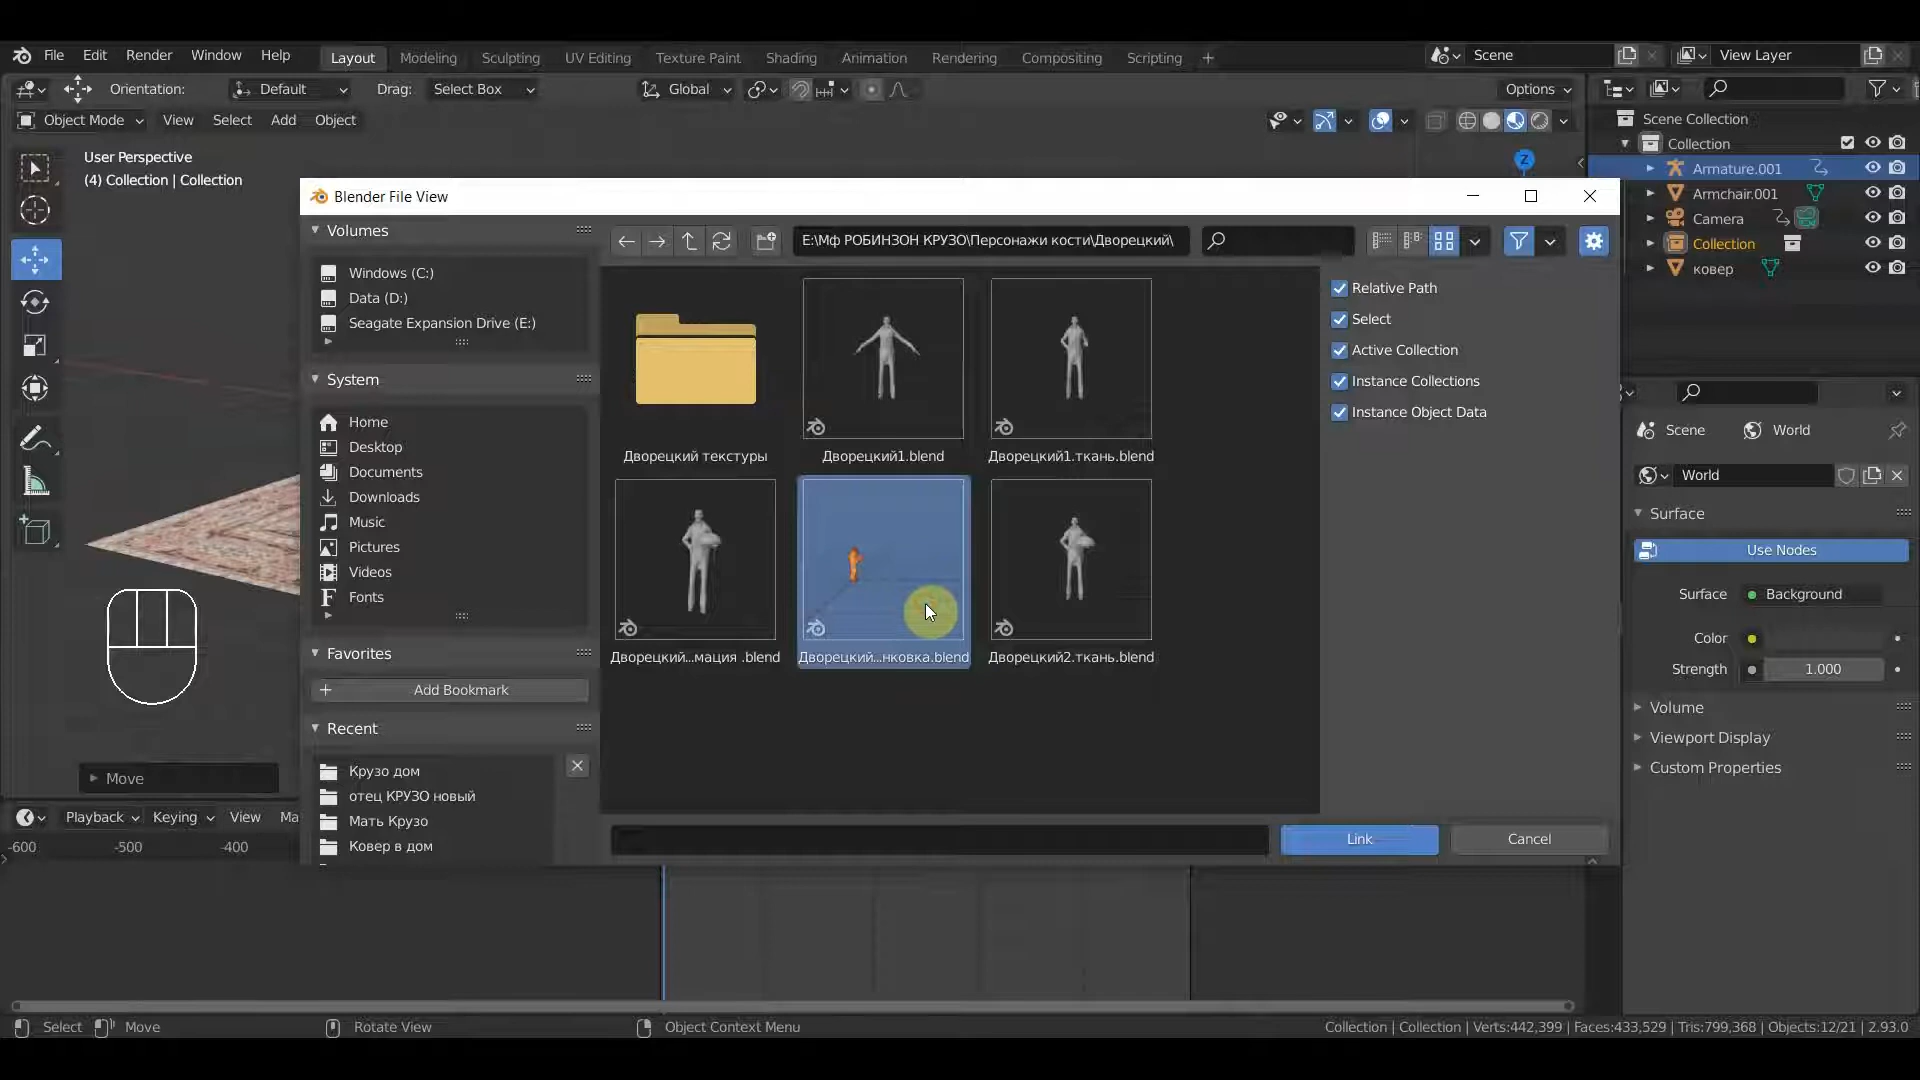 File Edit Render Window Help Layout Modeling Sculpting UV Editing Texture Paint Shading Animation Rendering Compositing Scripting + Scene View Layer
Orientation: Default Drag: Select Box Global Options
Object Mode View Select Add Object
Scene Collection
Collection
Armature.001
Armchair.001
Camera
Collection
ковер
User Perspective
(4) Collection | Collection
Z
Blender File View
Volumes
Windows (C:)
Data (D:)
Seagate Expansion Drive (E:)
System
Home
Desktop
Documents
Downloads
Music
Pictures
Videos
Fonts
Favorites
Add Bookmark
Recent
Крузо дом
отец КРУЗО новый
Мать Крузо
Ковер в дом
E:\Мф РОБИНЗОН КРУЗО\Персонажи кости\Дворецкий\
Дворецкий текстуры Дворецкий1.blend Дворецкий1.ткань.blend
Дворецкий...мация .blend Дворецкий...нковка.blend Дворецкий2.ткань.blend
Relative Path
Select
Active Collection
Instance Collections
Instance Object Data
Link Cancel
Scene World
World
Surface
Use Nodes
Surface Background
Color
Strength 1.000
Volume
Viewport Display
Custom Properties
Move
Playback Keying View Ma
-600 -500 -400
Select Move Rotate View Object Context Menu Collection | Collection | Verts:442,399 | Faces:433,529 | Tris:799,368 | Objects:12/21 | 2.93.0